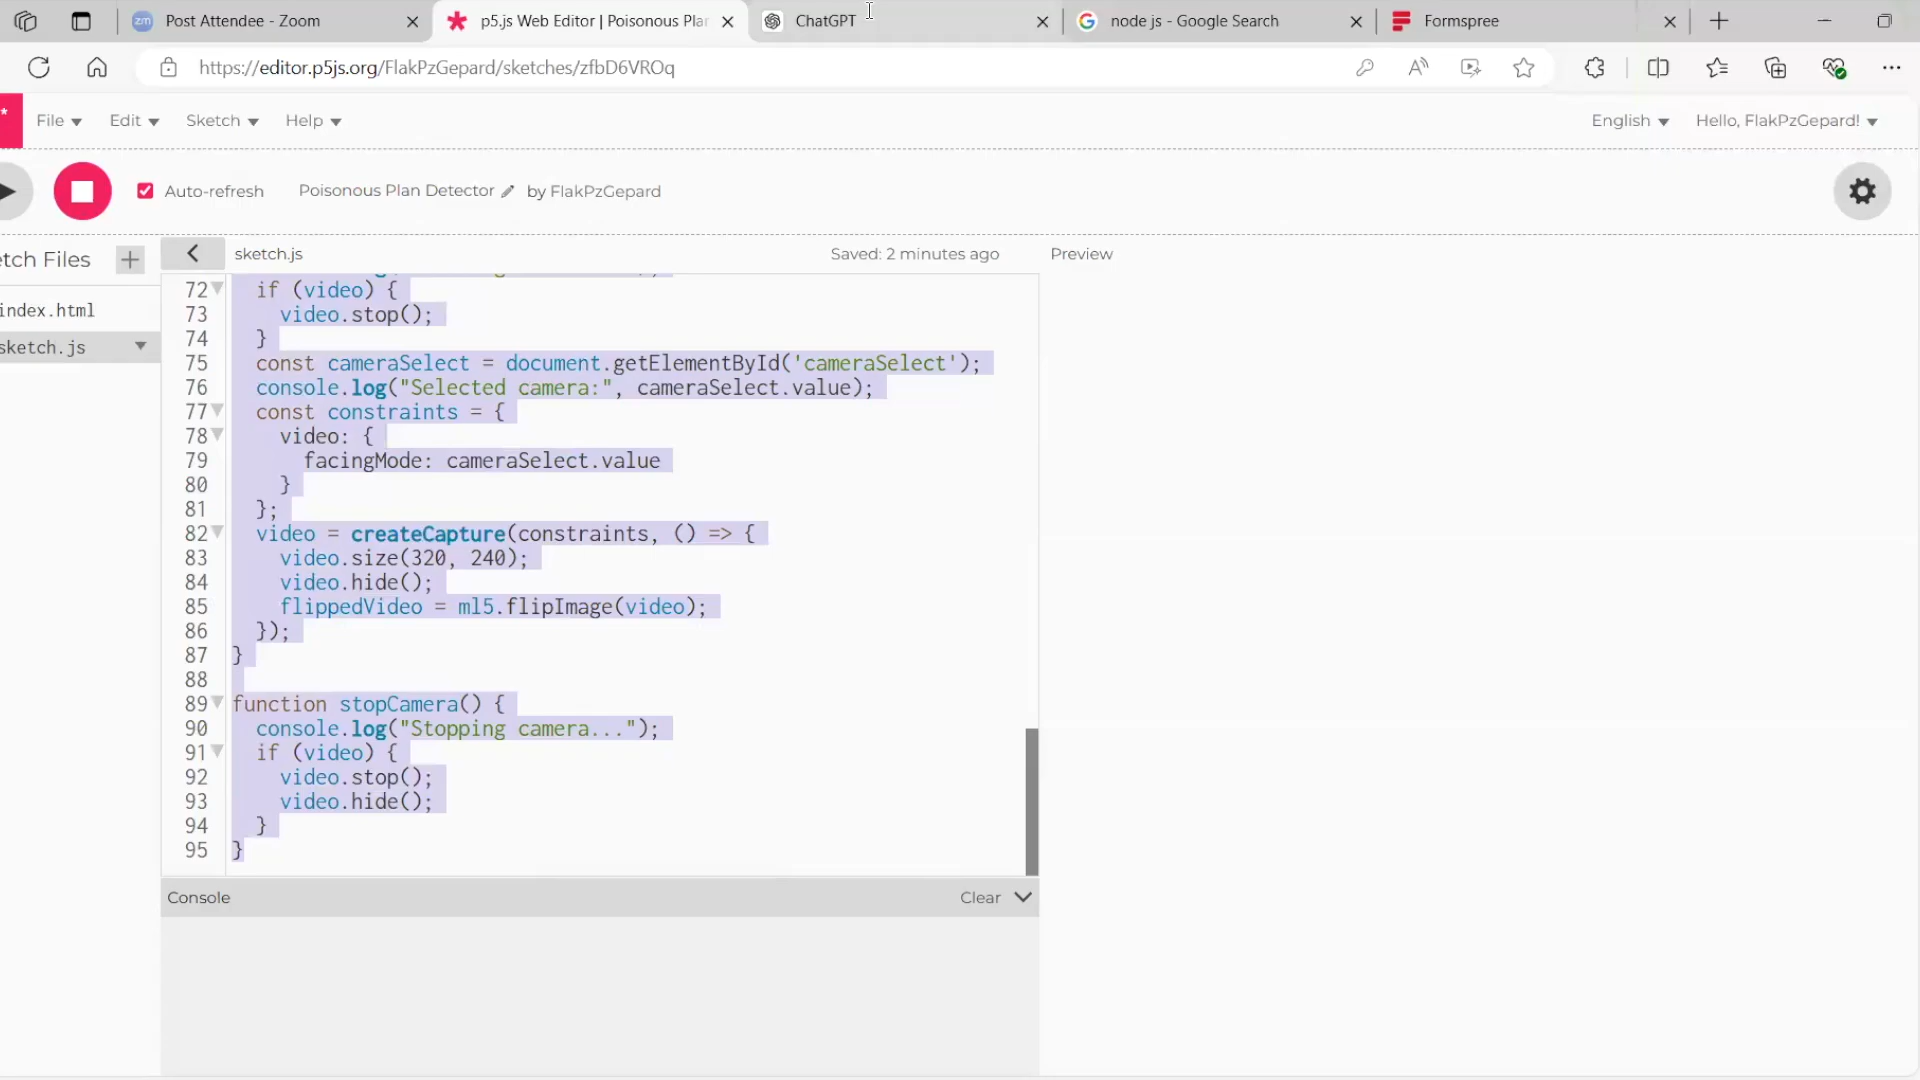 zm Post Attendee - Zoom
p5.js Web Editor | Poisonous Plan
ChatGPT
node js - Google Search
Formspree
https://editor.p5js.org/FlakPzGepard/sketches/zfbD6VROq
File
Edit
Sketch
Help
English
Hello, FlakPzGepard!
Auto-refresh
Poisonous Plan Detector
by FlakPzGepard
etch Files
sketch.js
Saved: 2 minutes ago
Preview
index.html
sketch.js
72 if (video) {
73 video.stop();
74 }
75 const cameraSelect = document.getElementById('cameraSelect');
76 console.log("Selected camera:", cameraSelect.value);
77 const constraints = {
78 video: {
79 facingMode: cameraSelect.value
80 }
81 };
82 video = createCapture(constraints, () => {
83 video.size(320, 240);
84 video.hide();
85 flippedVideo = ml5.flipImage(video);
86 });
87 }
88
89 function stopCamera() {
90 console.log("Stopping camera...");
91 if (video) {
92 video.stop();
93 video.hide();
94 }
95 }
Console
Clear